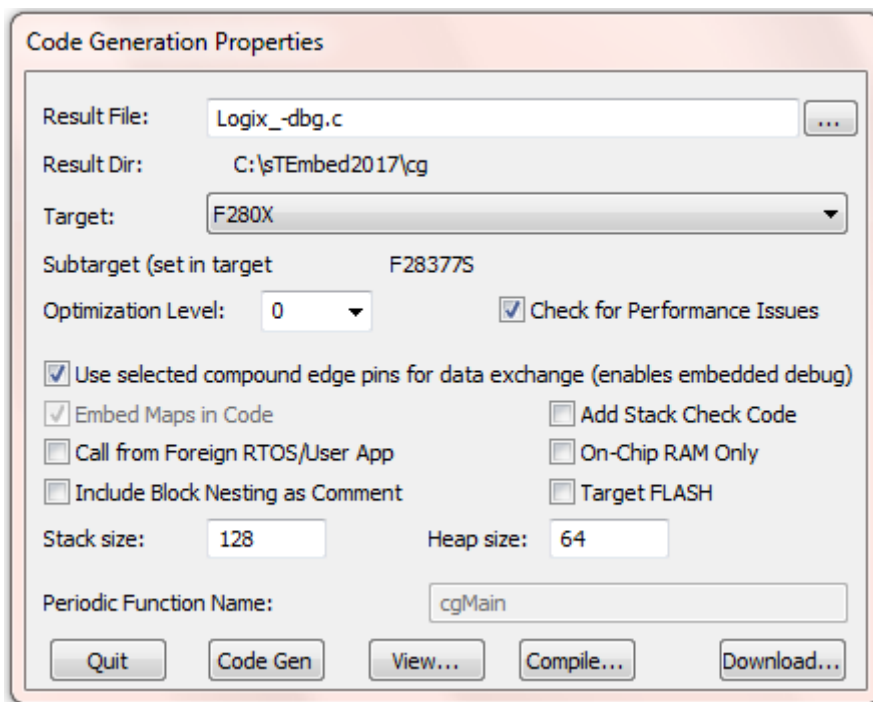 Code Generation Properties
Result File: Logix_-dbg.c ...
Result Dir: C:\sTEmbed2017\cg
Target: F280X
Subtarget (set in target F28377S
Optimization Level: 0 Check for Performance Issues
Use selected compound edge pins for data exchange (enables embedded debug)
Embed Maps in Code Add Stack Check Code
Call from Foreign RTOS/User App On-Chip RAM Only
Include Block Nesting as Comment Target FLASH
Stack size: 128 Heap size: 64
Periodic Function Name: cgMain
Quit Code Gen View... Compile... Download...